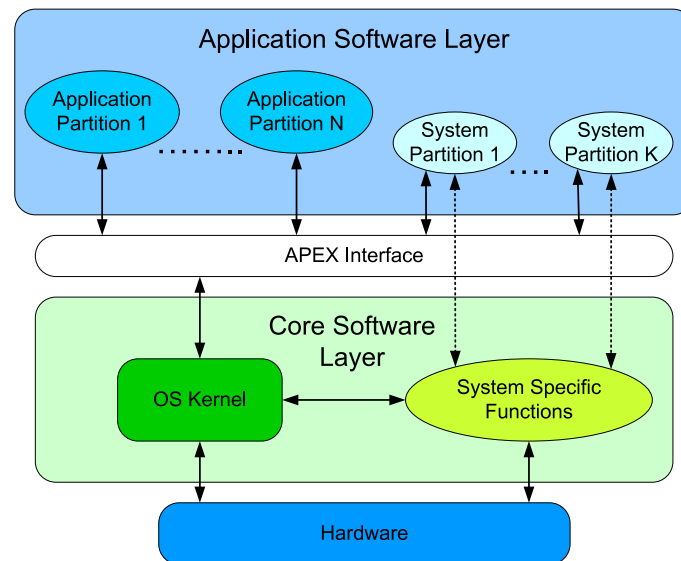 Application Software Layer
Application
Partition 1
Application
Partition N
System
Partition 1
System
Partition K
APEX Interface
Core Software
Layer
OS Kernel
System Specific
Functions
Hardware